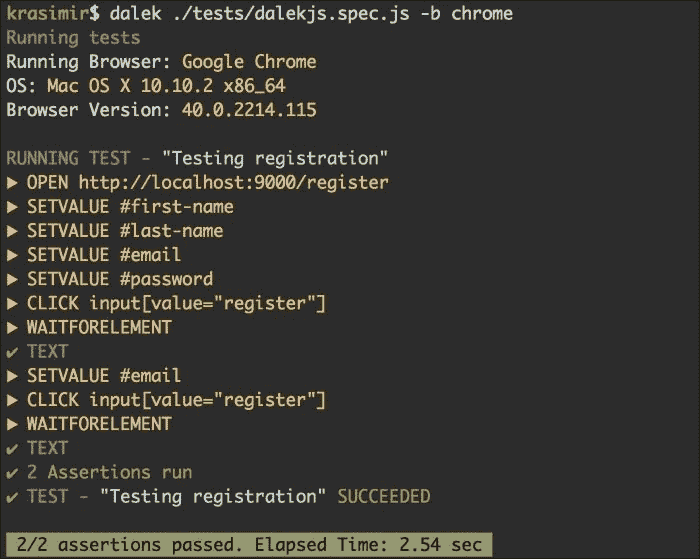 krasimir$ dalek ./tests/dalekjs.spec.js -b chrome
Running tests
Running Browser: Google Chrome
OS: Mac OS X 10.10.2 x86_64
Browser Version: 40.0.2214.115
RUNNING TEST - "Testing registration"
▶ OPEN http://localhost:9000/register
▶ SETVALUE #first-name
▶ SETVALUE #last-name
▶ SETVALUE #email
▶ SETVALUE #password
▶ CLICK input[value="register"]
▶ WAITFORELEMENT
✔ TEXT
▶ SETVALUE #email
▶ CLICK input[value="register"]
▶ WAITFORELEMENT
✔ TEXT
✔ 2 Assertions run
✔ TEST - "Testing registration" SUCCEEDED
2/2 assertions passed. Elapsed Time: 2.54 sec